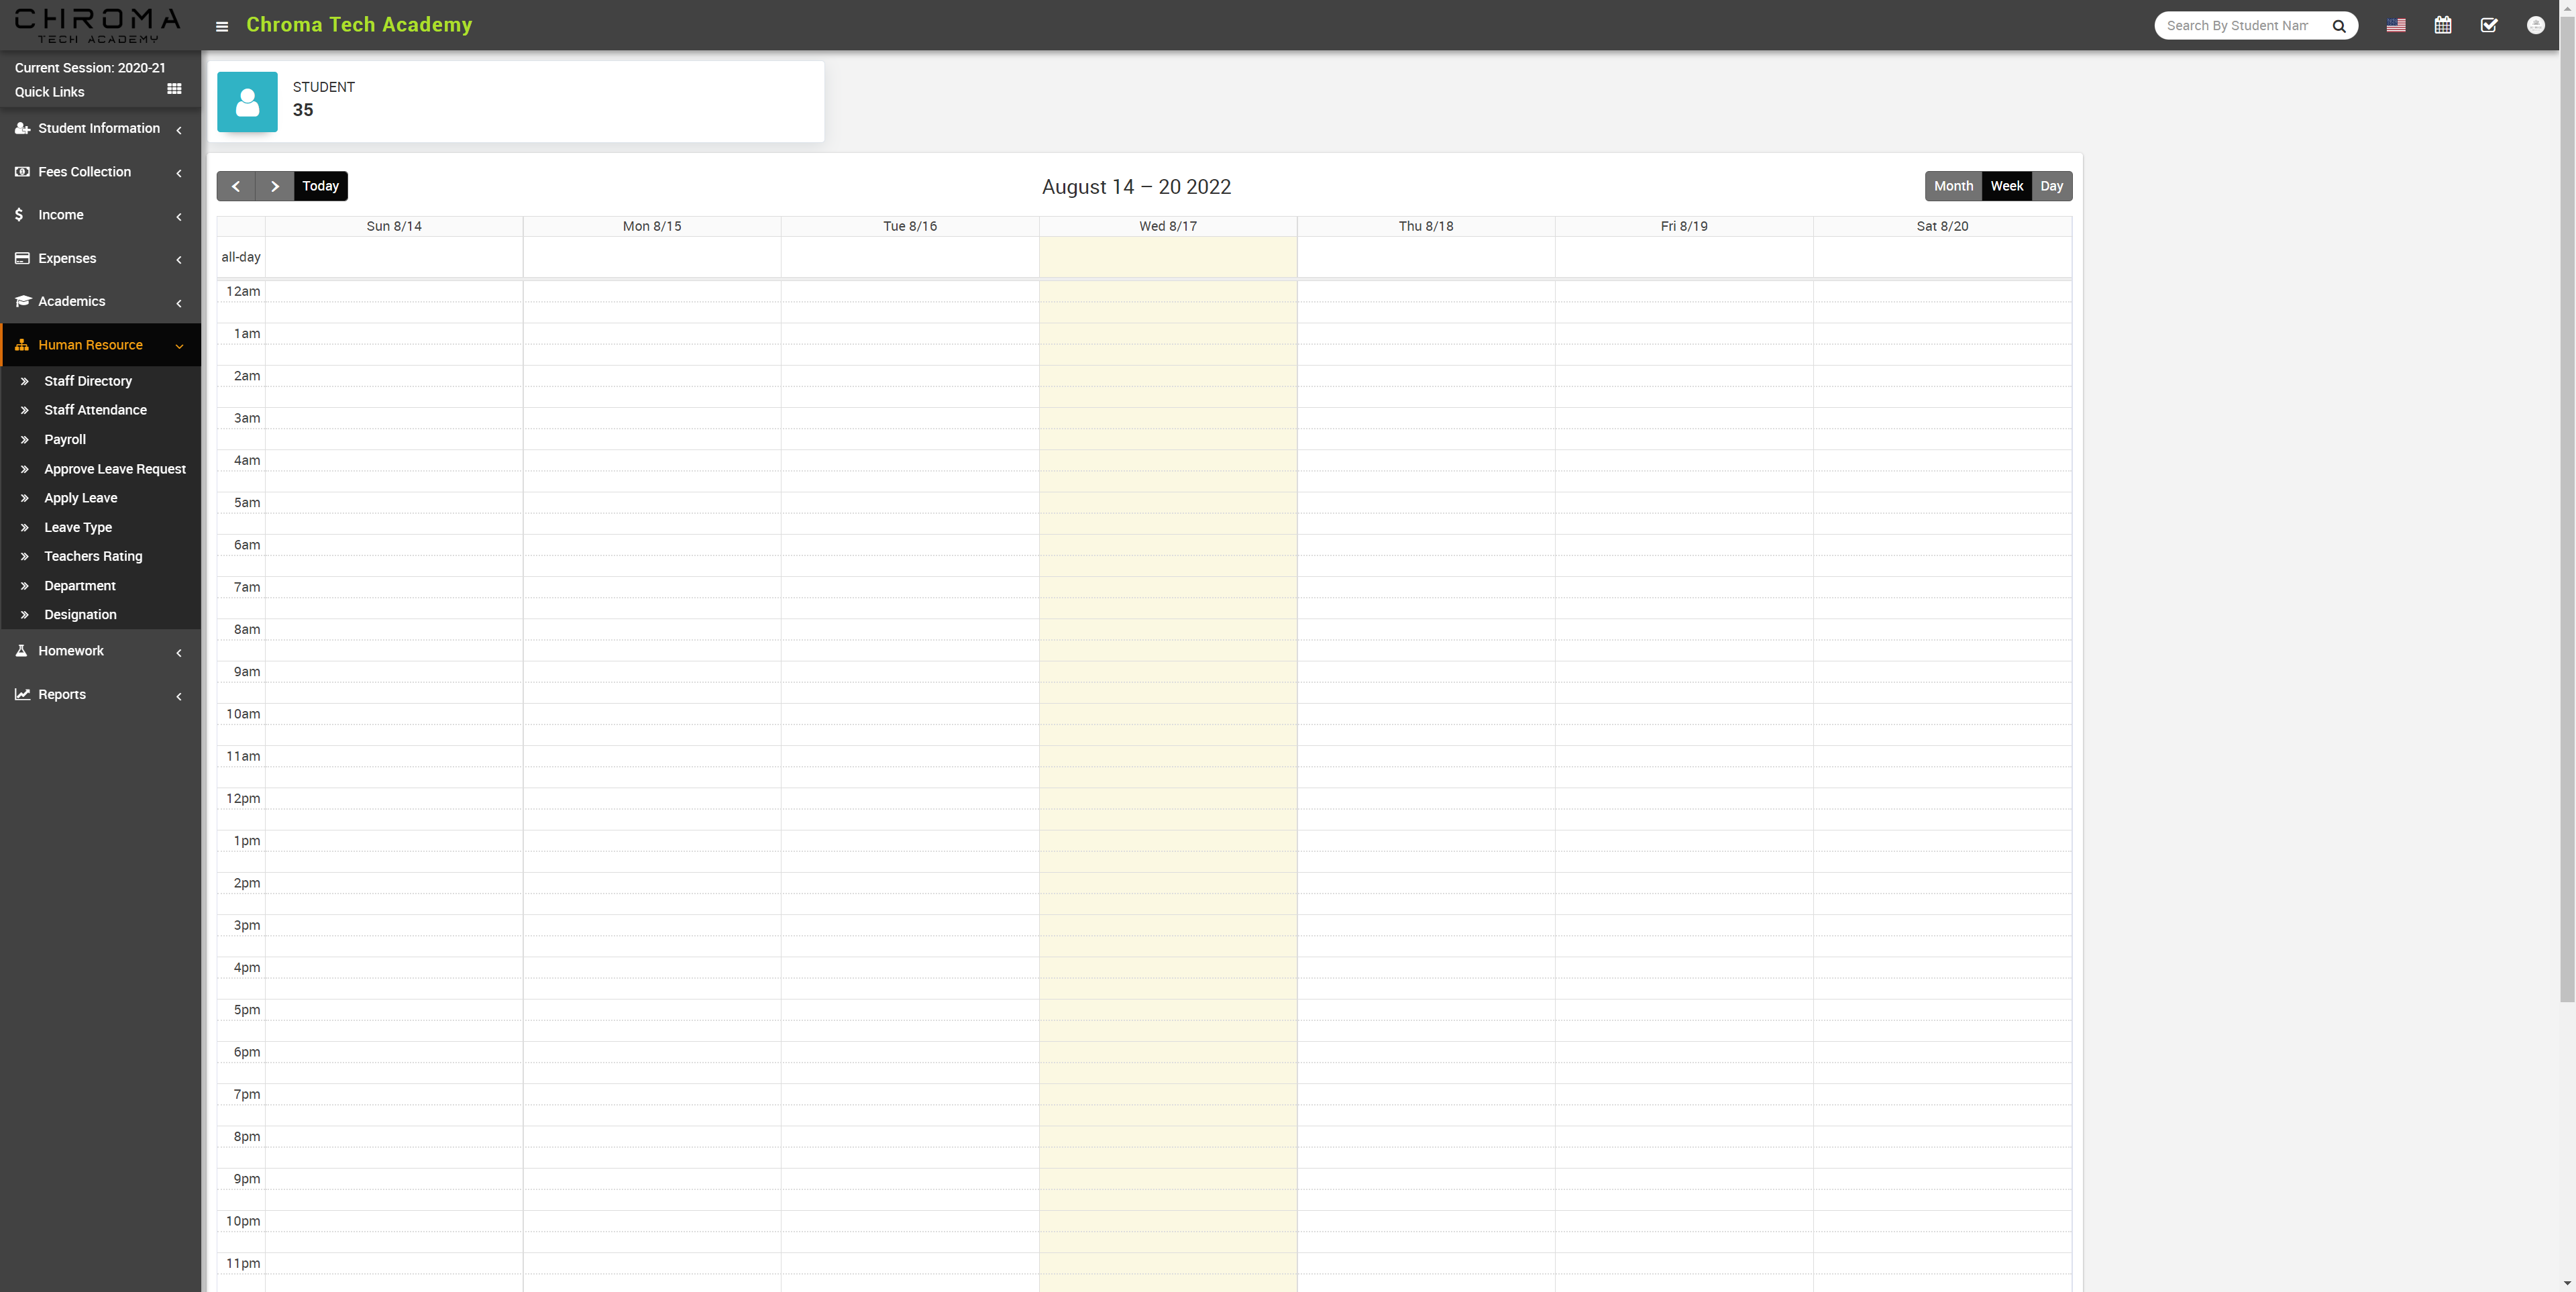 CHROMA
TECH ACADEMY
Chroma Tech Academy
Search By Student Nam
Current Session: 2020-21
Quick Links
Student Information
Fees Collection
Income
Expenses
Academics
Human Resource
Staff Directory
Staff Attendance
Payroll
Approve Leave Request
Apply Leave
Leave Type
Teachers Rating
Department
Designation
Homework
Reports
STUDENT
35
Today
August 14 – 20 2022
Month Week Day
Sun 8/14 Mon 8/15 Tue 8/16 Wed 8/17 Thu 8/18 Fri 8/19 Sat 8/20
all-day
12am
1am
2am
3am
4am
5am
6am
7am
8am
9am
10am
11am
12pm
1pm
2pm
3pm
4pm
5pm
6pm
7pm
8pm
9pm
10pm
11pm